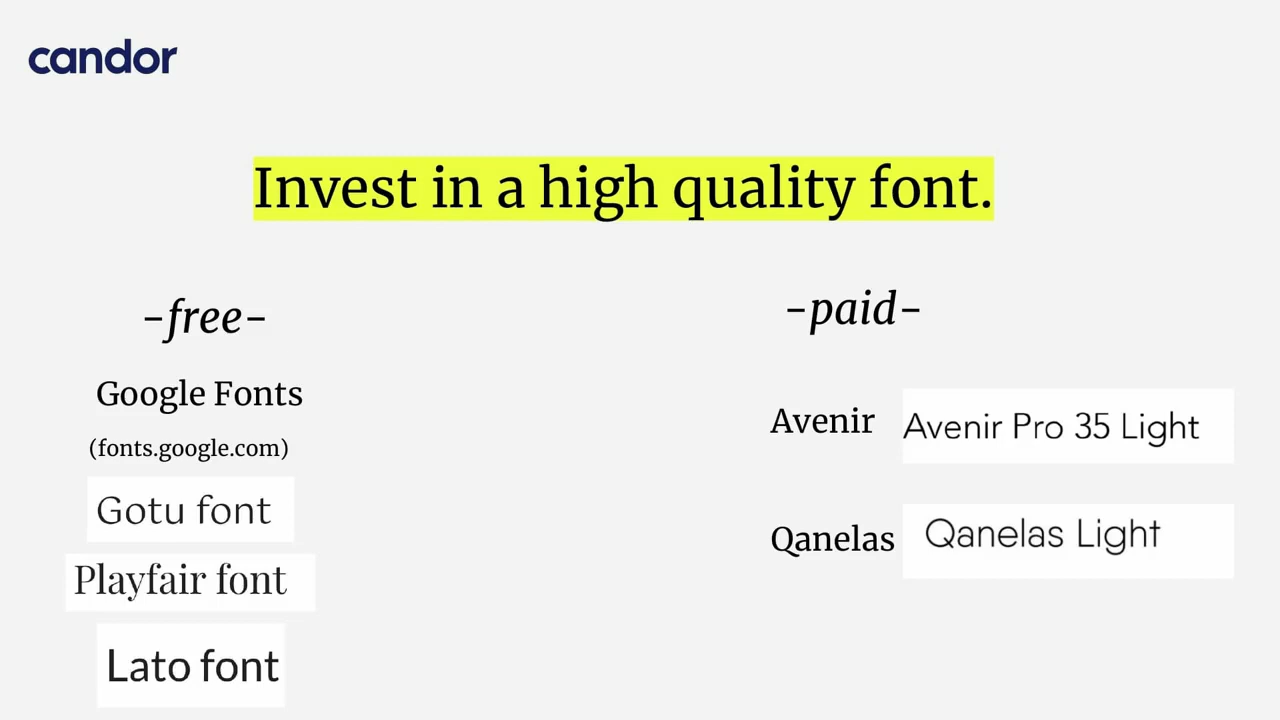 candor
Invest in a high quality font.
-free-
Google Fonts
(fonts.google.com)
Gotu font
Playfair font
Lato font
-paid-
Avenir Avenir Pro 35 Light
Qanelas Qanelas Light